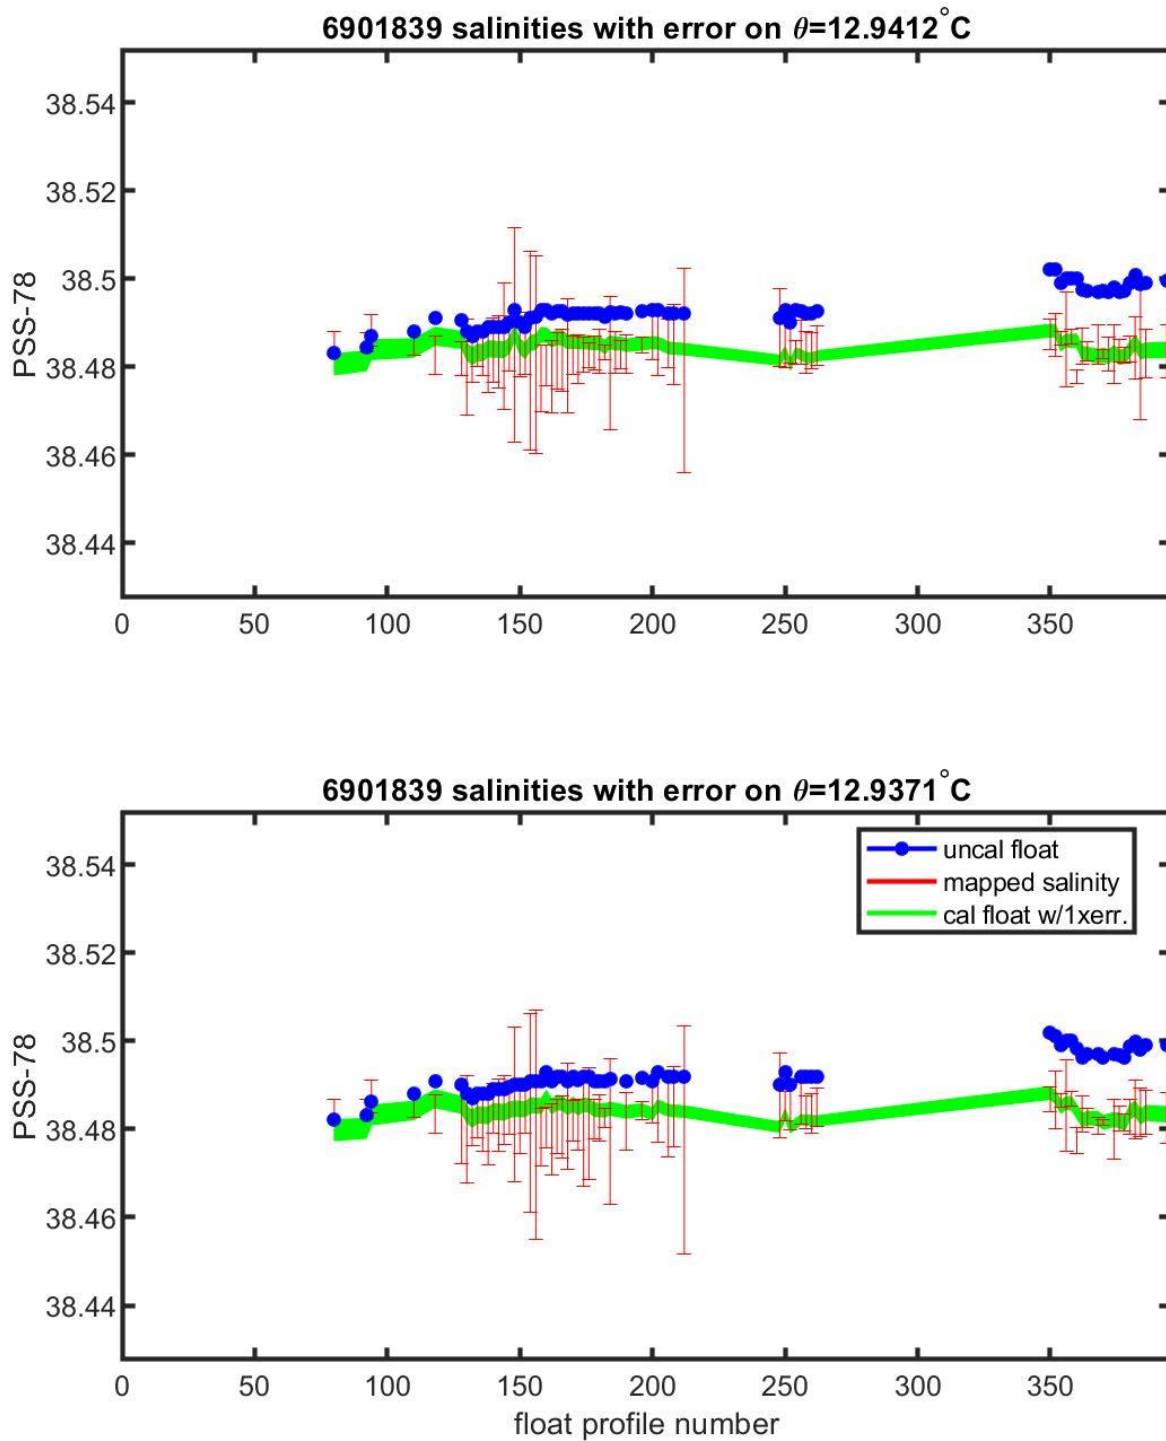 6901839 salinities with error on θ=12.9412°C
38.54
38.52
38.5
38.48
38.46
38.44
PSS-78
0 50 100 150 200 250 300 350
6901839 salinities with error on θ=12.9371°C
uncal float
mapped salinity
cal float w/1xerr.
38.54
38.52
38.5
38.48
38.46
38.44
PSS-78
0 50 100 150 200 250 300 350
float profile number